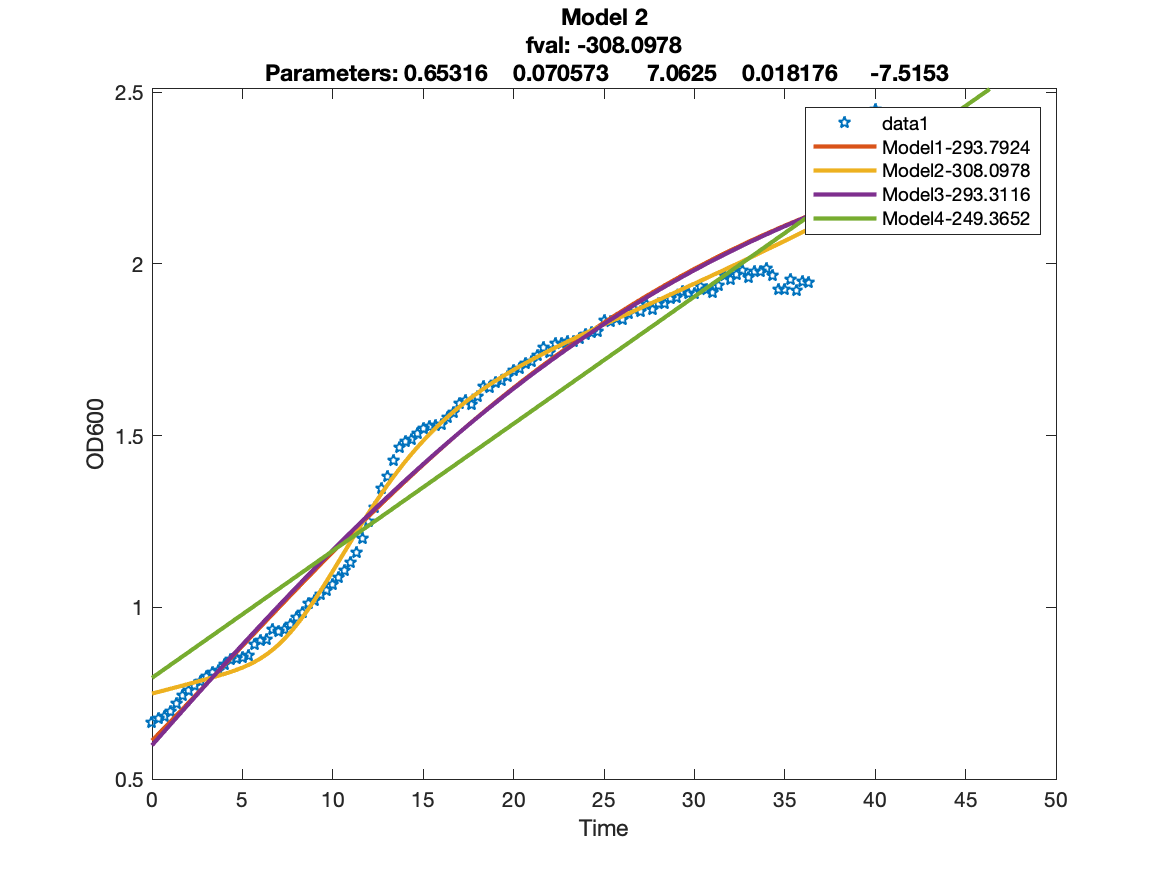 Model 2
fval: -308.0978
Parameters: 0.65316 0.070573 7.0625 0.018176 -7.5153
2.5
2
1.5
1
0.5
OD600
data1
Model1-293.7924
Model2-308.0978
Model3-293.3116
Model4-249.3652
0 5 10 15 20 25 30 35 40 45 50
Time